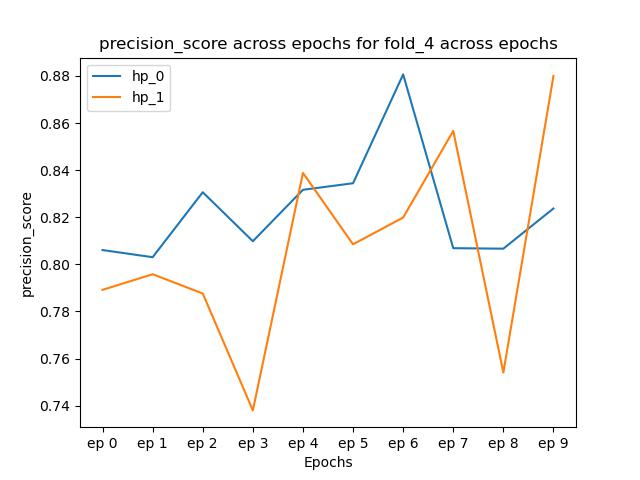 precision_score across epochs for fold_4 across epochs
hp_0
hp_1
0.88
0.86
0.84
0.82
0.80
0.78
0.76
0.74
precision_score
ep 0 ep 1 ep 2 ep 3 ep 4 ep 5 ep 6 ep 7 ep 8 ep 9
Epochs